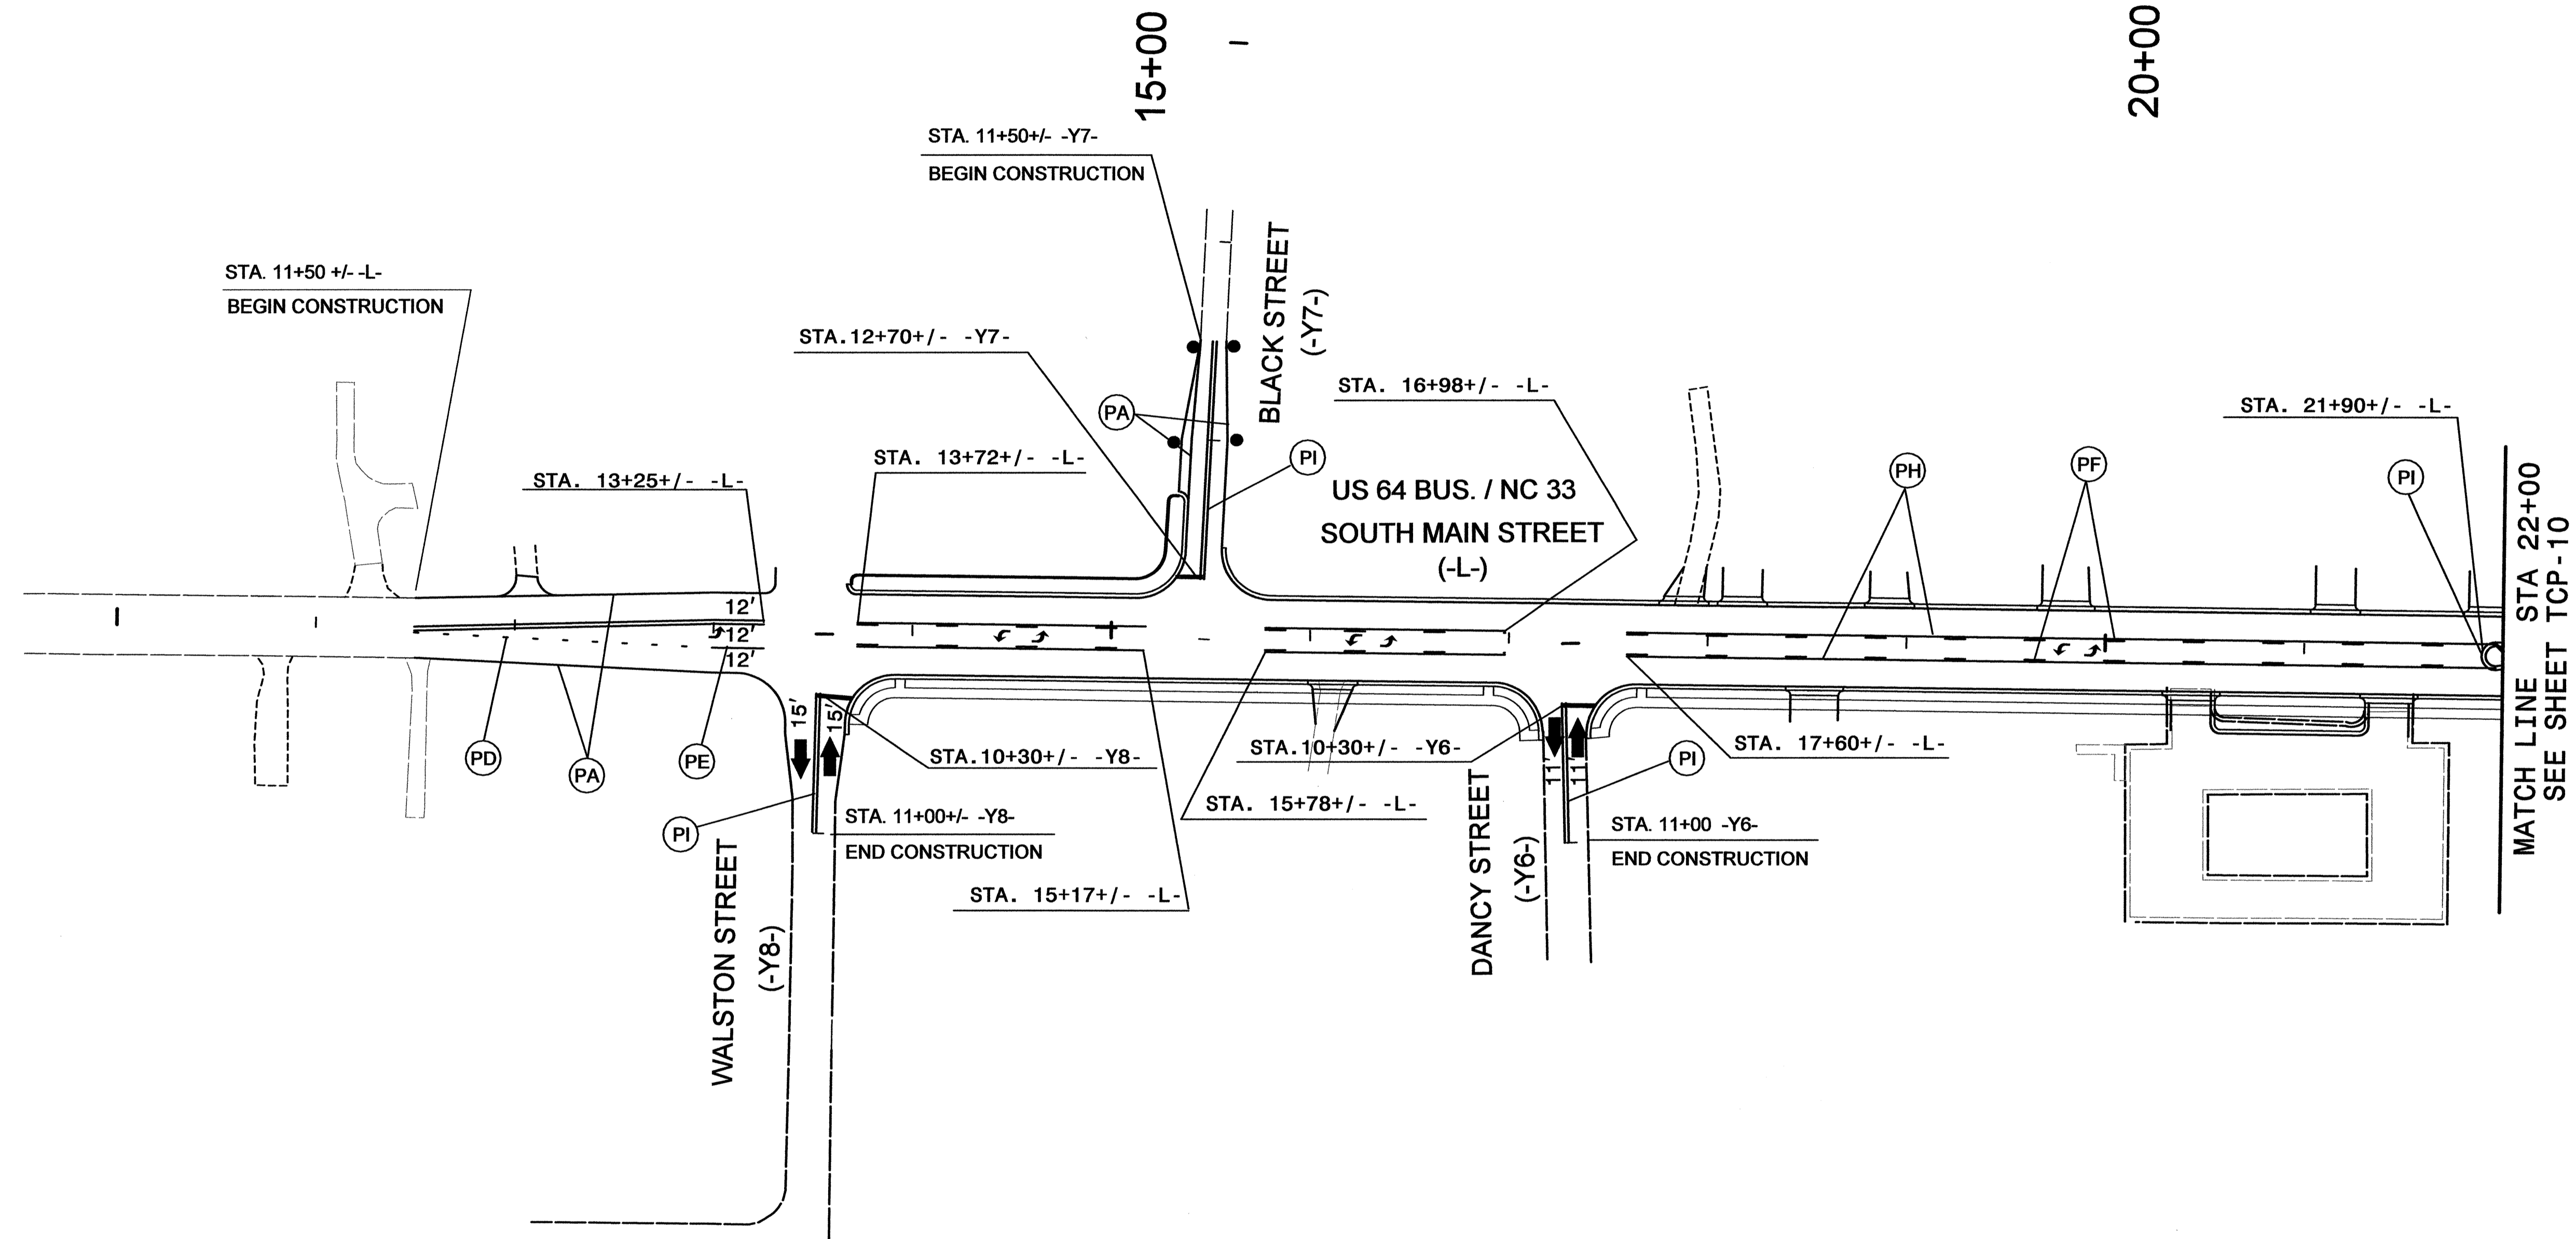 15+00
20+00
STA. 11+50+/- -Y7-
BEGIN CONSTRUCTION
STA. 11+50 +/- -L-
BEGIN CONSTRUCTION
STA.12+70+/- -Y7-
BLACK STREET
(-Y7-)
PA
STA. 16+98+/- -L-
STA. 21+90+/- -L-
STA. 13+72+/- -L-
STA. 13+25+/- -L-
PI
US 64 BUS. / NC 33
SOUTH MAIN STREET
(-L-)
PH
PF
PI
MATCH LINE STA 22+00
SEE SHEET TCP-10
12'
12'
12'
15'
15'
PD
PA
PE
STA.10+30+/- -Y8-
STA.10+30+/- -Y6-
11'
11'
PI
STA. 17+60+/- -L-
STA. 15+78+/- -L-
PI
STA. 11+00+/- -Y8-
END CONSTRUCTION
STA. 11+00 -Y6-
END CONSTRUCTION
STA. 15+17+/- -L-
WALSTON STREET
(-Y8-)
DANCY STREET
(-Y6-)